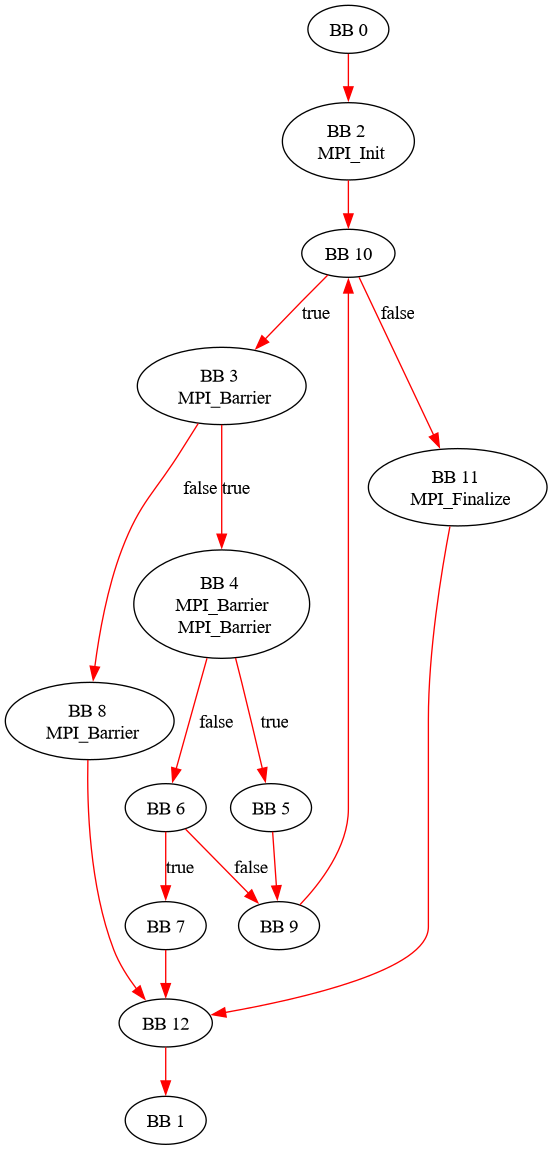 BB 0
BB 2
MPI_Init
BB 10
true
false
BB 3
MPI_Barrier
false
true
BB 11
MPI_Finalize
BB 4
MPI_Barrier
MPI_Barrier
BB 8
MPI_Barrier
false
true
BB 6
BB 5
true
false
BB 7
BB 9
BB 12
BB 1